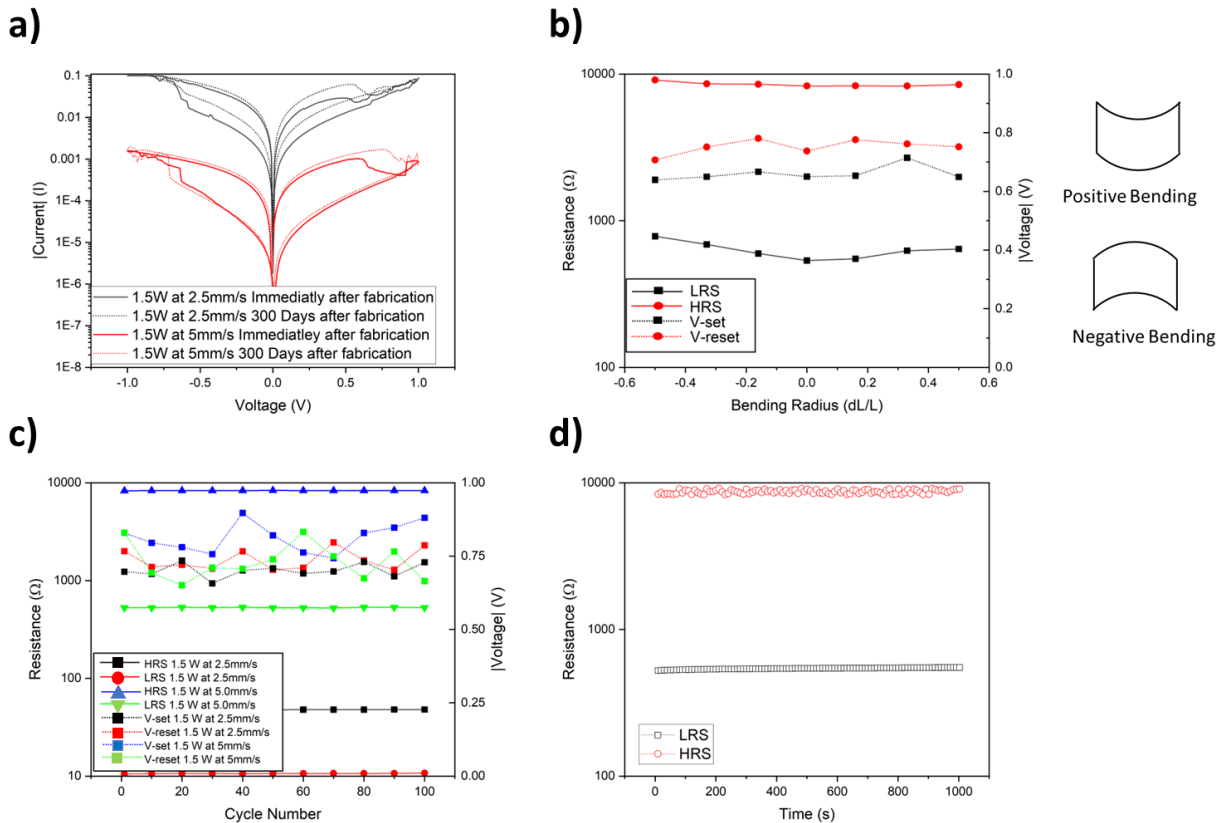 a)
0.1
0.01
0.001
1E-4
1E-5
1E-6
1E-7
1E-8
|Current| (I)
1.5W at 2.5mm/s Immediatly after fabrication
1.5W at 2.5mm/s 300 Days after fabrication
1.5W at 5mm/s Immediatley after fabrication
1.5W at 5mm/s 300 Days after fabrication
-1.0 -0.5 0.0 0.5 1.0
Voltage (V)
b)
10000
1000
100
Resistance (Ω)
1.0
0.8
0.6
0.4
0.2
0.0
|Voltage| (V)
LRS
HRS
V-set
V-reset
-0.6 -0.4 -0.2 0.0 0.2 0.4 0.6
Bending Radius (dL/L)
Positive Bending
Negative Bending
c)
10000
1000
100
10
Resistance (Ω)
1.00
0.75
0.50
0.25
0.00
|Voltage| (V)
HRS 1.5 W at 2.5mm/s
LRS 1.5 W at 2.5mm/s
HRS 1.5 W at 5.0mm/s
LRS 1.5 W at 5.0mm/s
V-set 1.5 W at 2.5mm/s
V-reset 1.5 W at 2.5mm/s
V-set 1.5 W at 5mm/s
V-reset 1.5 W at 5mm/s
0 20 40 60 80 100
Cycle Number
d)
10000
1000
100
Resistance (Ω)
LRS
HRS
0 200 400 600 800 1000
Time (s)